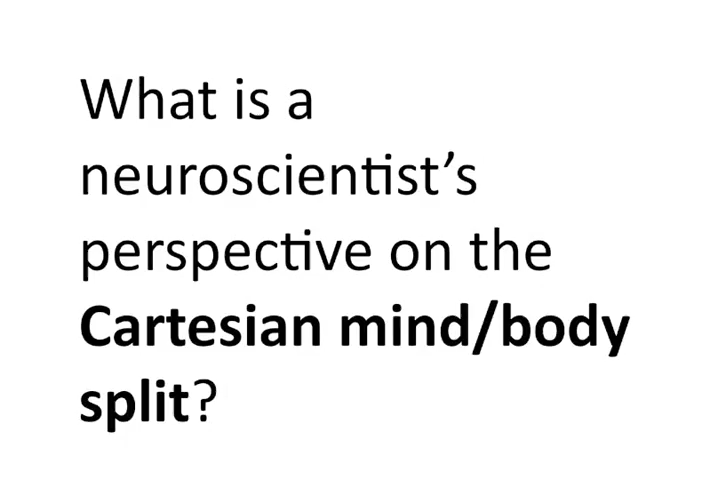 What is a
neuroscientist’s
perspective on the
Cartesian mind/body
split?